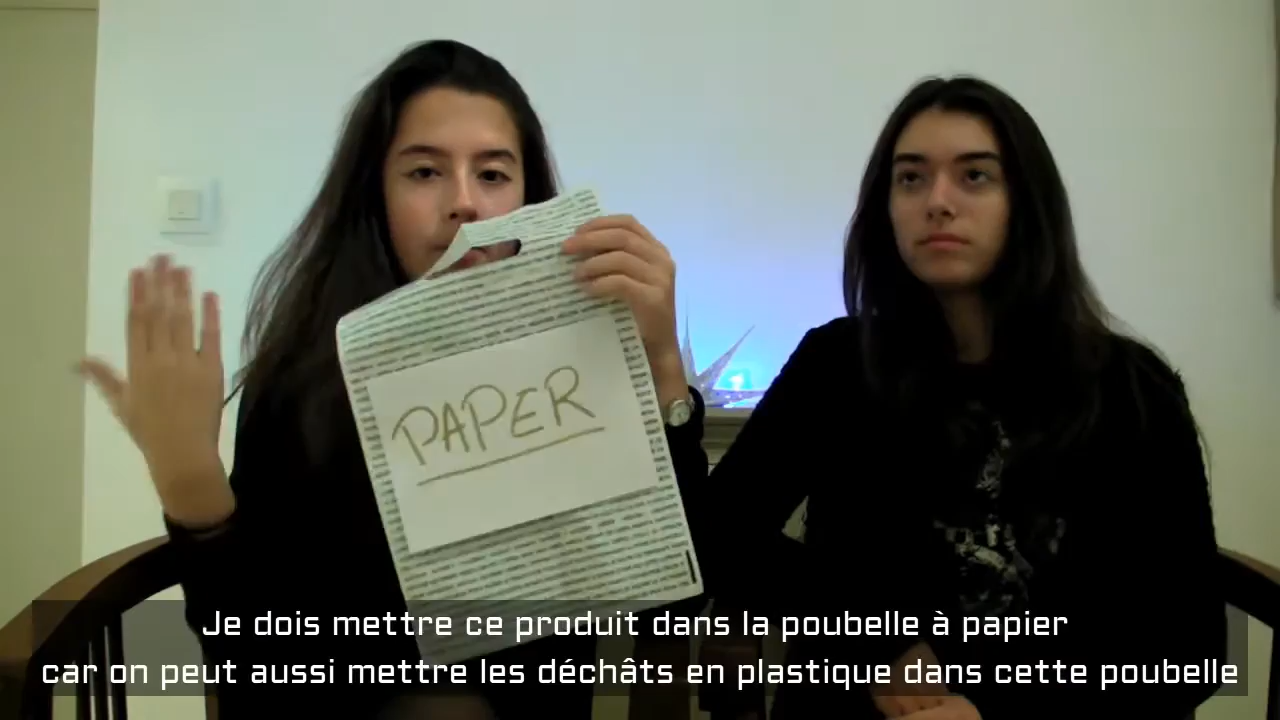 PAPER
Je dois mettre ce produit dans la poubelle à papier
car on peut aussi mettre les déchâts en plastique dans cette poubelle